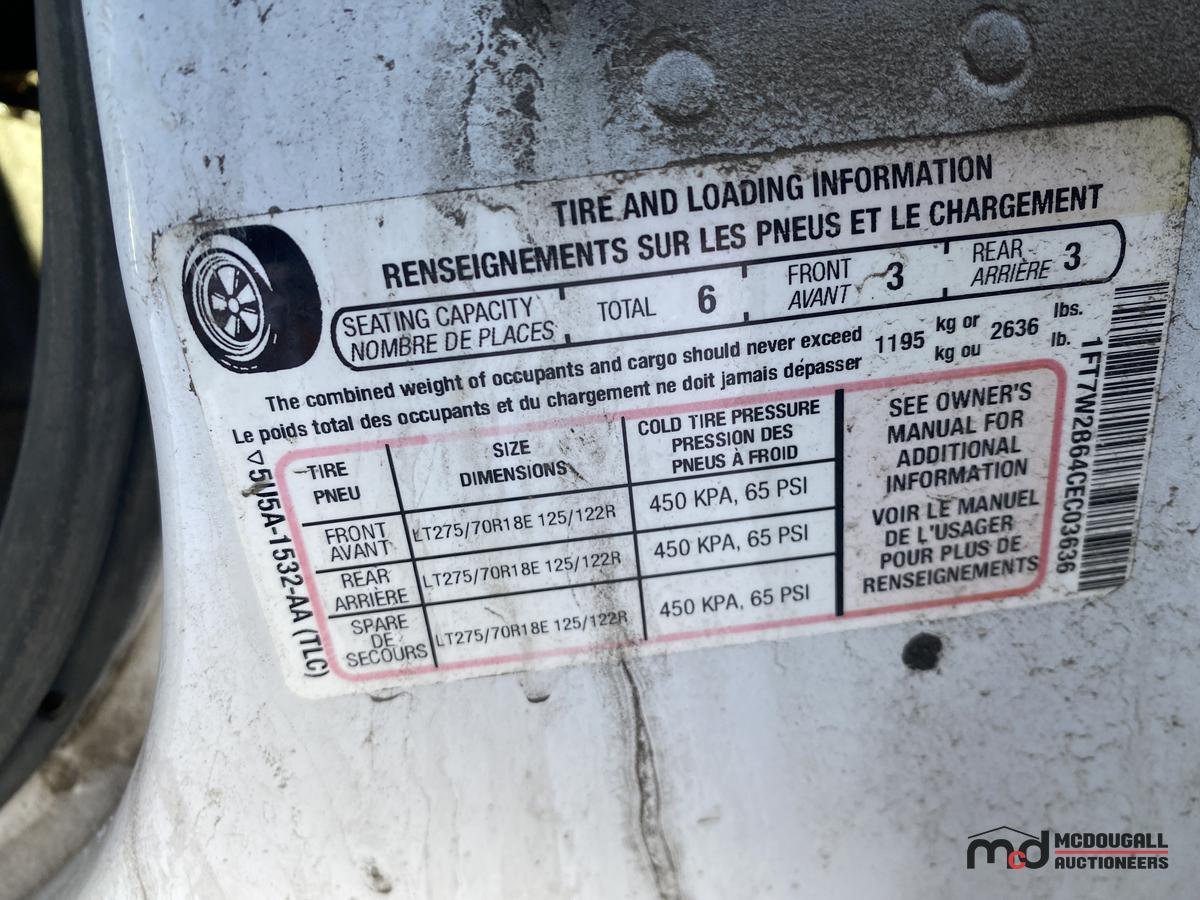 TIRE AND LOADING INFORMATION
RENSEIGNEMENTS SUR LES PNEUS ET LE CHARGEMENT
SEATING CAPACITY
NOMBRE DE PLACES
TOTAL 6
FRONT
AVANT 3
REAR
ARRIÈRE 3
The combined weight of occupants and cargo should never exceed 1195 kg or 2636 lbs.
Le poids total des occupants et du chargement ne doit jamais dépasser kg ou lb.
TIRE
PNEU
SIZE
DIMENSIONS
COLD TIRE PRESSURE
PRESSION DES
PNEUS À FROID
FRONT
AVANT
LT275/70R18E 125/122R
450 KPA, 65 PSI
REAR
ARRIÈRE
LT275/70R18E 125/122R
450 KPA, 65 PSI
SPARE
DE
SECOURS
LT275/70R18E 125/122R
450 KPA, 65 PSI
SEE OWNER'S
MANUAL FOR
ADDITIONAL
INFORMATION
VOIR LE MANUEL
DE L'USAGER
POUR PLUS DE
RENSEIGNEMENTS
5U5A-1532-AA (TLC)
1FT7W2B64CEC03636
mcd MCDOUGALL
AUCTIONEERS